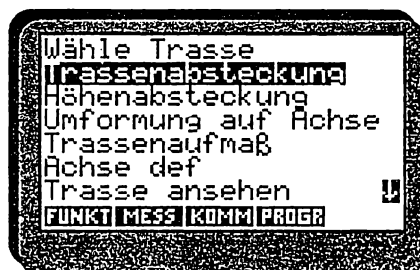 Wähle Trasse
Trassenabsteckung
Höhenabsteckung
Umformung auf Achse
Trassenaufmaß
Achse def
Trasse ansehen ↓
FUNKT MESS KOMM PROGR